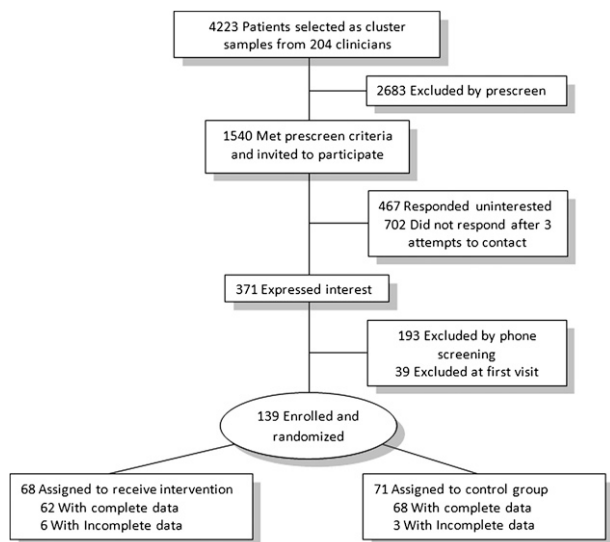 4223 Patients selected as cluster
samples from 204 clinicians
2683 Excluded by prescreen
1540 Met prescreen criteria
and invited to participate
467 Responded uninterested
702 Did not respond after 3
attempts to contact
371 Expressed interest
193 Excluded by phone
screening
39 Excluded at first visit
139 Enrolled and
randomized
68 Assigned to receive intervention
62 With complete data
6 With Incomplete data
71 Assigned to control group
68 With complete data
3 With Incomplete data